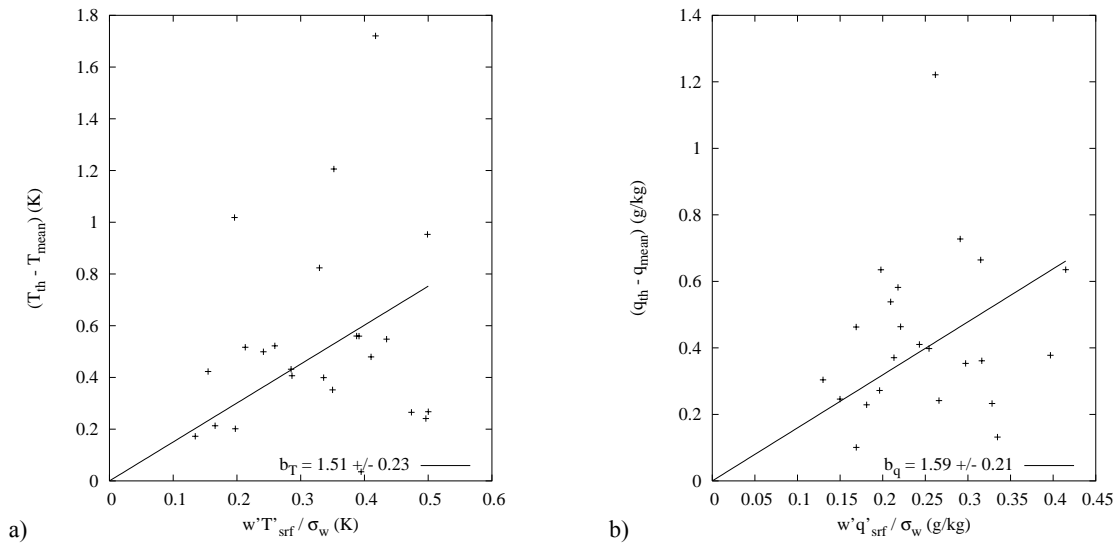 1.8
1.6
1.4
1.2
1
0.8
0.6
0.4
0.2
0
0 0.1 0.2 0.3 0.4 0.5 0.6
(T_th - T_mean) (K)
b_T = 1.51 +/- 0.23
w'T'_srf / σ_w (K)
a)
1.4
1.2
1
0.8
0.6
0.4
0.2
0
0 0.05 0.1 0.15 0.2 0.25 0.3 0.35 0.4 0.45
(q_th - q_mean) (g/kg)
b_q = 1.59 +/- 0.21
w'q'_srf / σ_w (g/kg)
b)